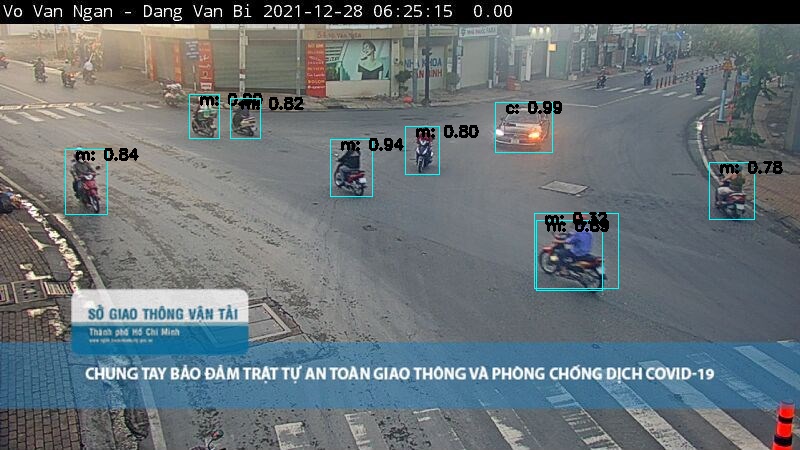 Vo Van Ngan - Dang Van Bi 2021-12-28 06:25:15 0.00
m: 0.82
c: 0.99
m: 0.80
m: 0.94
m: 0.84
m: 0.78
SỞ GIAO THÔNG VẬN TẢI
Thành phố Hồ Chí Minh
CHUNG TAY BẢO ĐẢM TRẬT TỰ AN TOÀN GIAO THÔNG VÀ PHÒNG CHỐNG DỊCH COVID-19